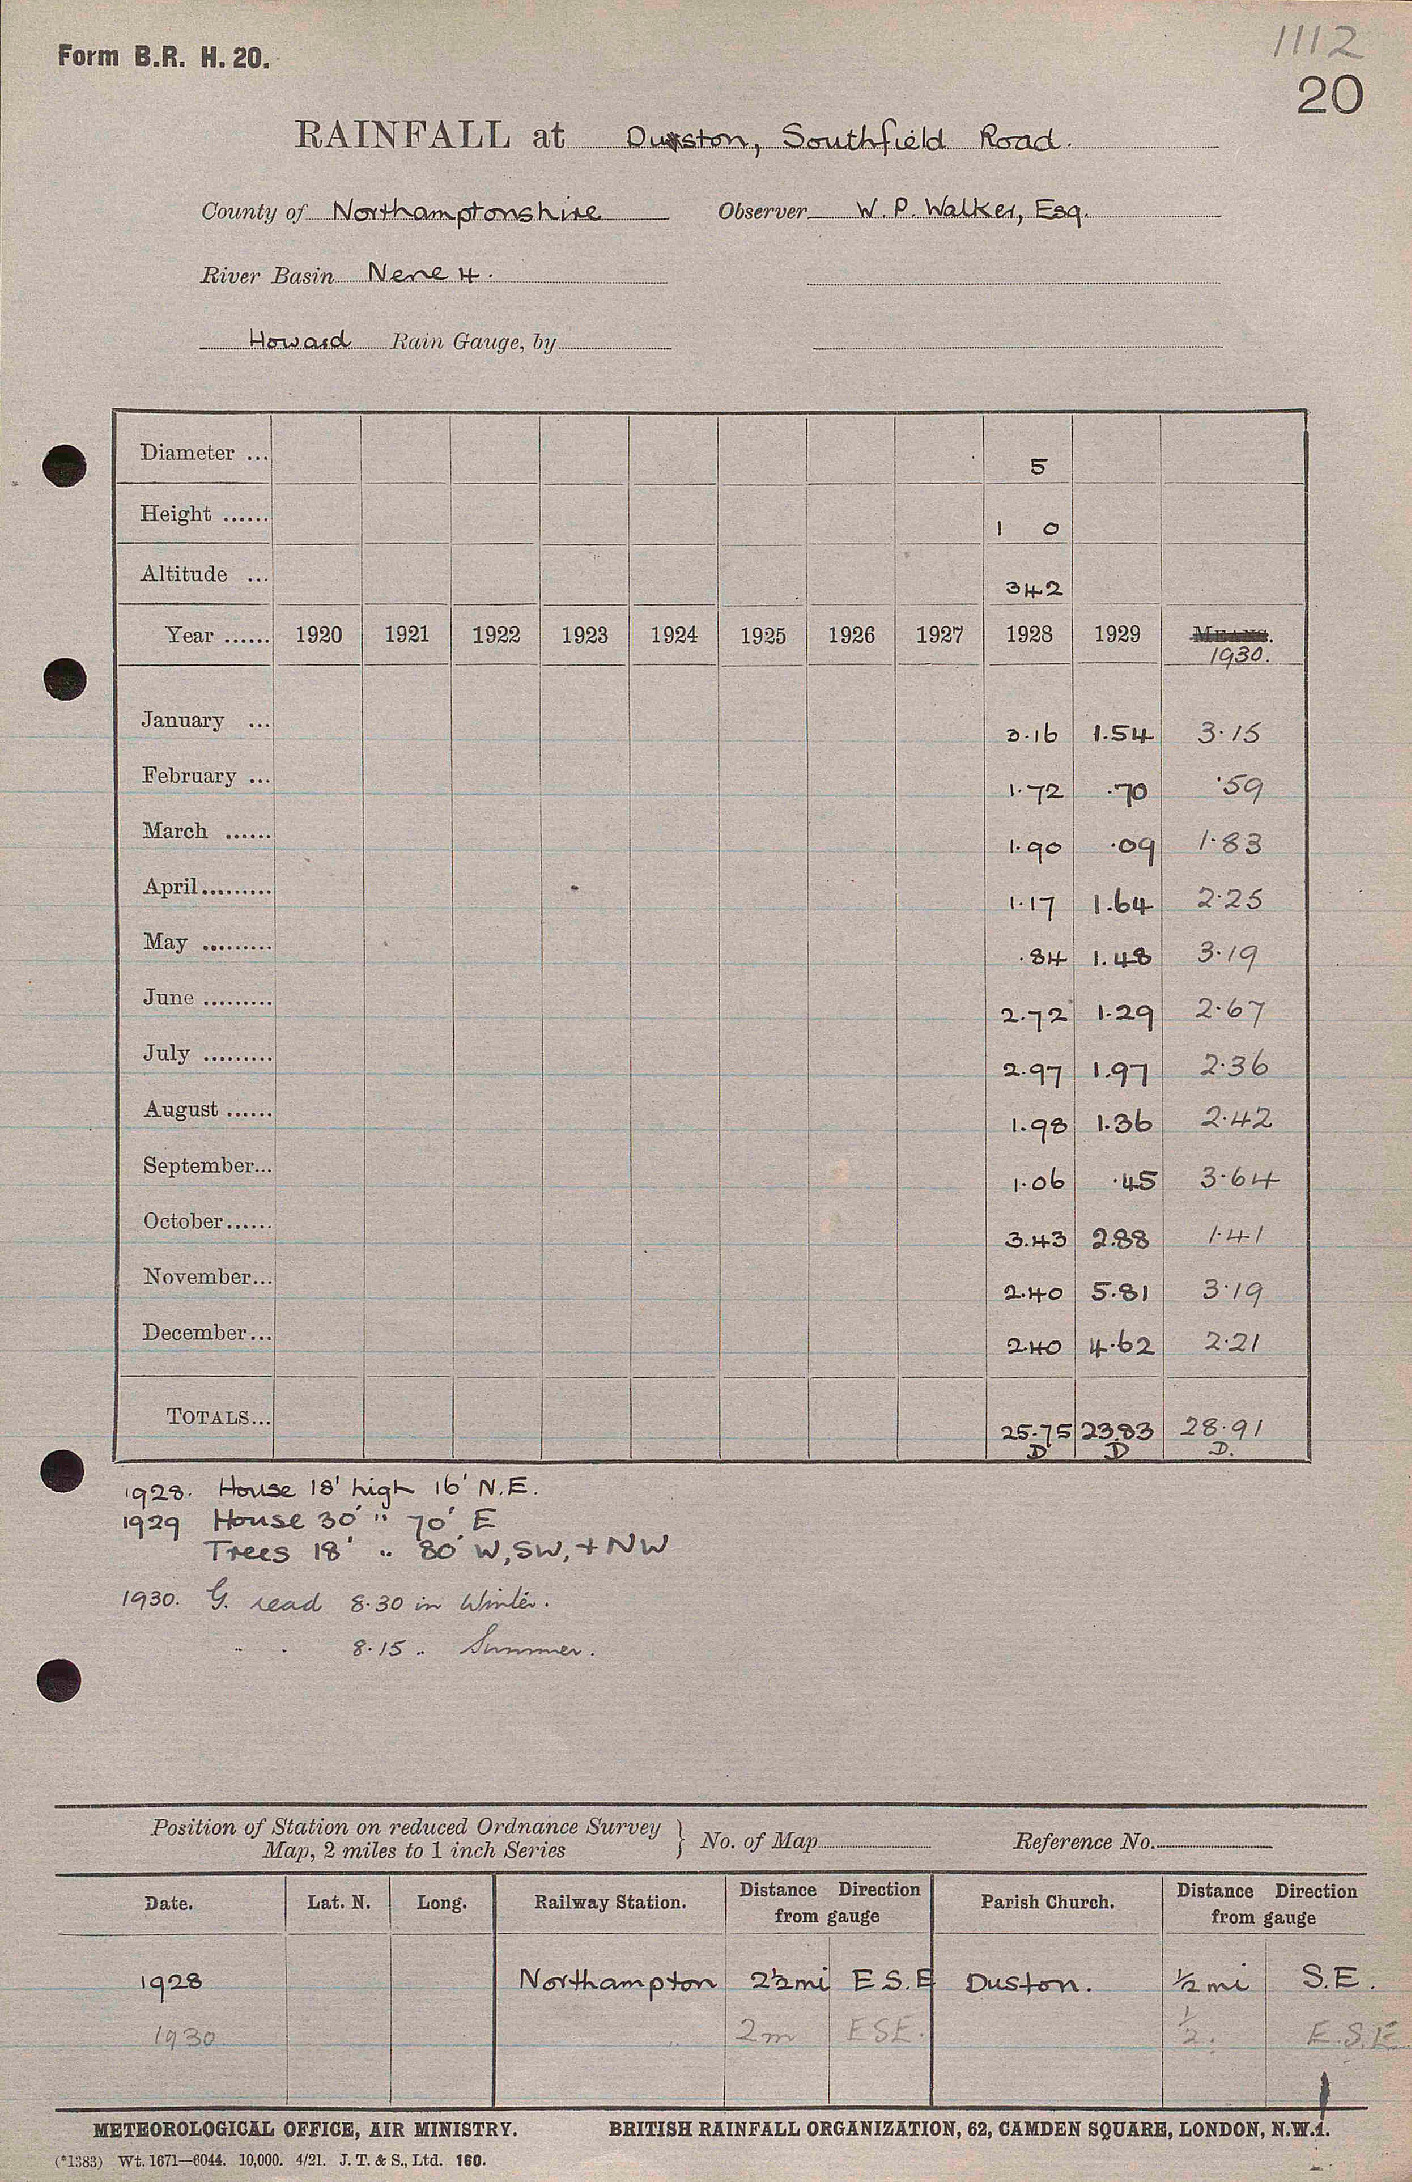 Form B.R. H. 20.
1112
20
RAINFALL at Duston, Southfield Road.
County of Northamptonshire Observer W. P. Walker, Esq.
River Basin Nene 4.
Howard Rain Gauge, by
Diameter ... 5
Height ...... 1 0
Altitude ... 342
Year ...... 1920 1921 1922 1923 1924 1925 1926 1927 1928 1929 MEANS.
1930.
January ... 3.16 1.54 3.15
February ... 1.72 .70 .59
March ...... 1.90 .09 1.83
April......... 1.17 1.64 2.25
May ......... .84 1.48 3.19
June ......... 2.72 1.29 2.67
July ......... 2.97 1.97 2.36
August ...... 1.98 1.36 2.42
September... 1.06 .45 3.64
October...... 3.43 2.88 1.41
November... 2.40 5.81 3.19
December... 2.40 4.62 2.21
TOTALS... 25.75 23.83 28.91
D D D.
1928. House 18' high 16' N.E.
1929 House 30' " 70' E
Trees 18' " 80' W, SW, + NW
1930. G. read 8.30 in Winter.
" " 8.15 " Summer.
Position of Station on reduced Ordnance Survey
Map, 2 miles to 1 inch Series } No. of Map Reference No.
Date. Lat. N. Long. Railway Station. Distance Direction Parish Church. Distance Direction
from gauge from gauge
1928 Northampton 2½mi E S.E Duston. ½ mi S.E.
1930 2m ESE. ½. E.S.E
METEOROLOGICAL OFFICE, AIR MINISTRY. BRITISH RAINFALL ORGANIZATION, 62, CAMDEN SQUARE, LONDON, N.W.1.
(*1383) Wt. 1671—6044. 10,000. 4/21. J. T. & S., Ltd. 160.